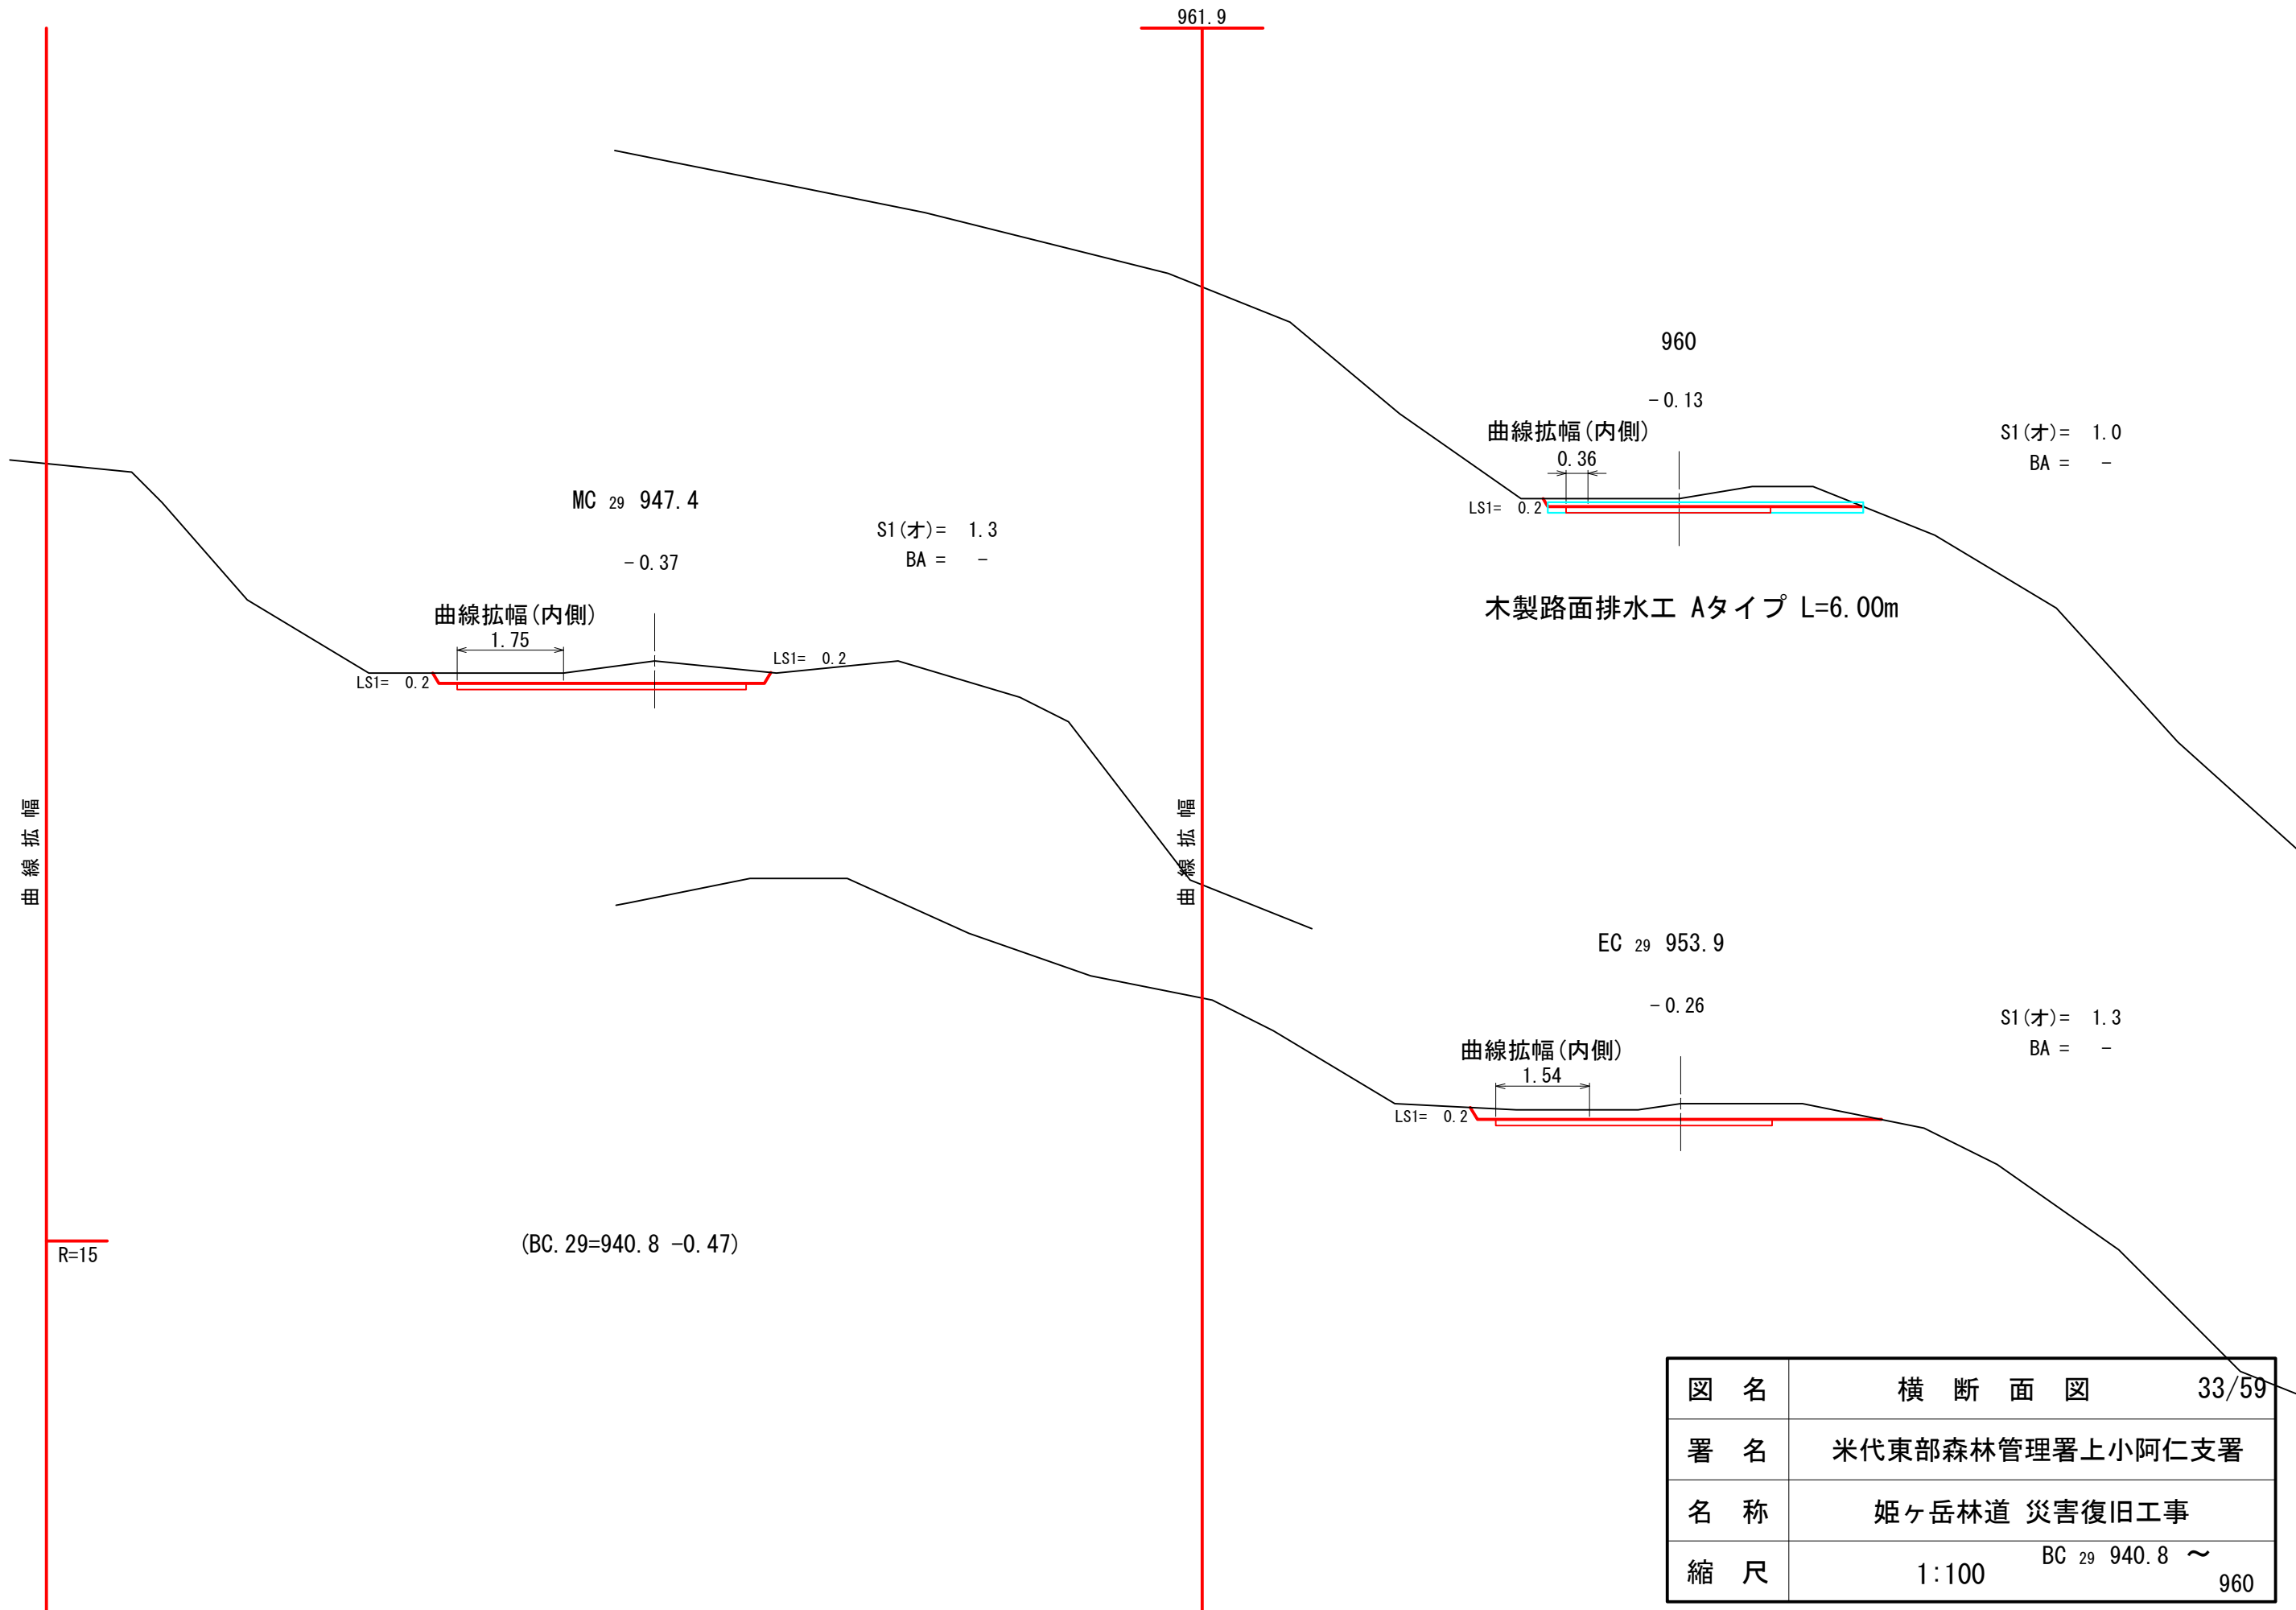 961.9
960
-0.13
曲線拡幅(内側)
0.36
LS1= 0.2
S1(オ)= 1.0
BA = -
木製路面排水工 Aタイプ L=6.00m
MC 29 947.4
-0.37
S1(オ)= 1.3
BA = -
曲線拡幅(内側)
1.75
LS1= 0.2
LS1= 0.2
曲線拡幅
曲線拡幅
EC 29 953.9
-0.26
S1(オ)= 1.3
BA = -
曲線拡幅(内側)
1.54
LS1= 0.2
R=15
(BC.29=940.8 -0.47)
図 名 横 断 面 図 33/59
署 名 米代東部森林管理署上小阿仁支署
名 称 姫ヶ岳林道 災害復旧工事
縮 尺 1:100 BC 29 940.8 ～
960